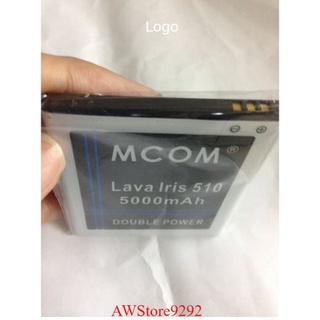 Logo
MCOM®
Lava Iris 510
5000mAh
DOUBLE POWER
AWStore9292